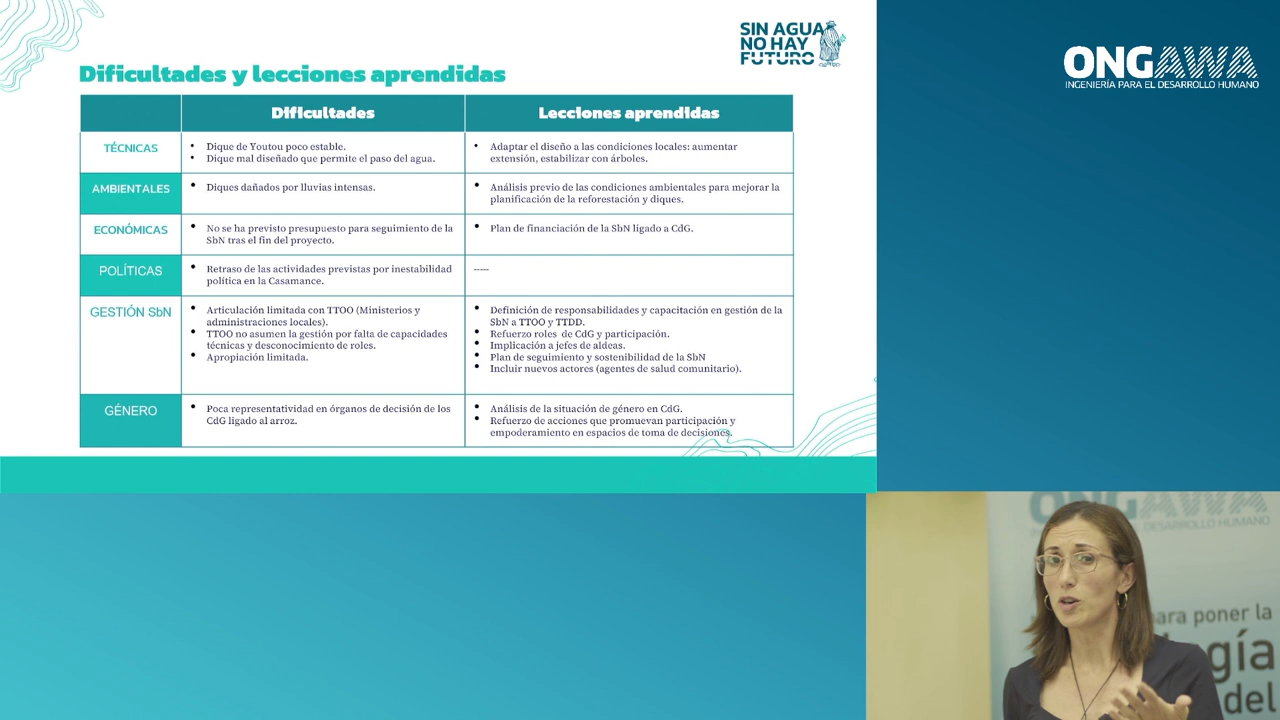 SIN AGUA
NO HAY
FUTURO
ONGAWA
INGENIERÍA PARA EL DESARROLLO HUMANO
Dificultades y lecciones aprendidas
Dificultades
Lecciones aprendidas
TÉCNICAS
• Dique de Youtou poco estable.
• Dique mal diseñado que permite el paso del agua.
• Adaptar el diseño a las condiciones locales: aumentar
extensión, estabilizar con árboles.
AMBIENTALES
• Diques dañados por lluvias intensas.
• Análisis previo de las condiciones ambientales para mejorar la
planificación de la reforestación y diques.
ECONÓMICAS
• No se ha previsto presupuesto para seguimiento de la
SbN tras el fin del proyecto.
• Plan de financiación de la SbN ligado a CdG.
POLÍTICAS
• Retraso de las actividades previstas por inestabilidad
política en la Casamance.
-----
GESTIÓN SbN
• Articulación limitada con TTOO (Ministerios y
administraciones locales).
• TTOO no asumen la gestión por falta de capacidades
técnicas y desconocimiento de roles.
• Apropiación limitada.
• Definición de responsabilidades y capacitación en gestión de la
SbN a TTOO y TTDD.
• Refuerzo roles de CdG y participación.
• Implicación a jefes de aldeas.
• Plan de seguimiento y sostenibilidad de la SbN
• Incluir nuevos actores (agentes de salud comunitario).
GÉNERO
• Poca representatividad en órganos de decisión de los
CdG ligado al arroz.
• Análisis de la situación de género en CdG.
• Refuerzo de acciones que promuevan participación y
empoderamiento en espacios de toma de decisiones.
ONGAWA
DESARROLLO HUMANO
para poner la
gía
del